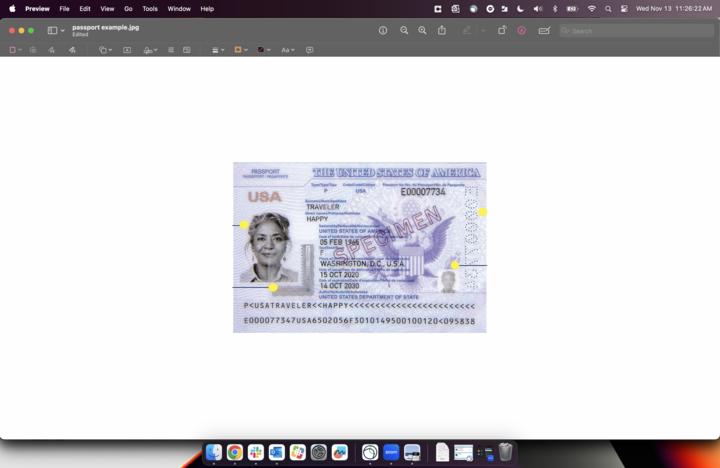 Preview File Edit View Go Tools Window Help Wed Nov 13 11:26:22 AM
passport example.jpg
Edited
Search
Aa
PASSPORT
THE UNITED STATES OF AMERICA
P USA E00007734
USA
TRAVELER
HAPPY
UNITED STATES OF AMERICA
05 FEB 1965
F
WASHINGTON, D.C., U.S.A.
15 OCT 2020
14 OCT 2030
UNITED STATES DEPARTMENT OF STATE
SPECIMEN
P<USATRAVELER<<HAPPY<<<<<<<<<<<<<<<<<<<<<<<<
E000077347USA6502056F3010149500100120<095838
zoom